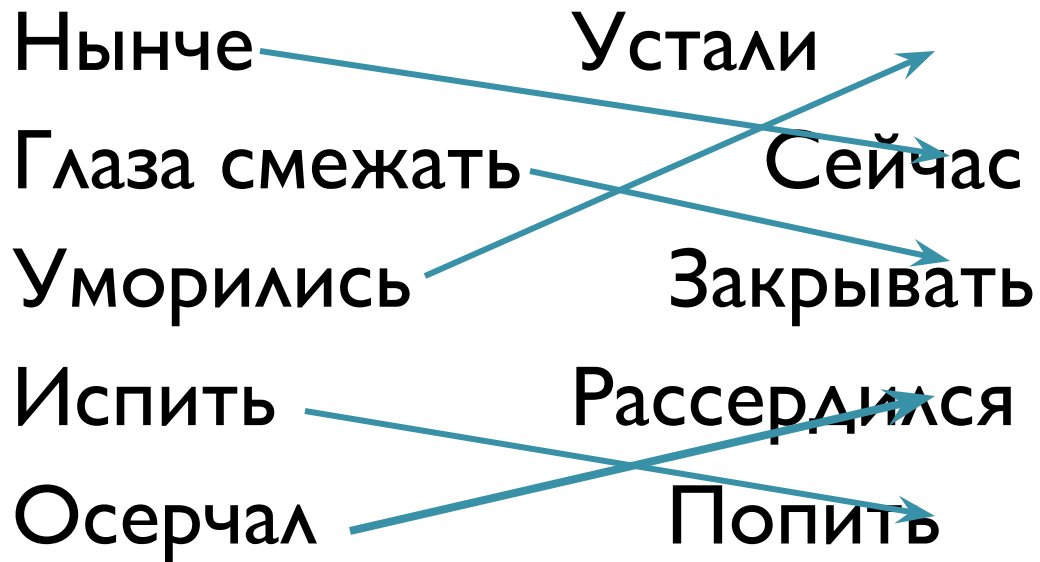 Нынче Устали
Глаза смежать Сейчас
Уморились Закрывать
Испить Рассердился
Осерчал Попить